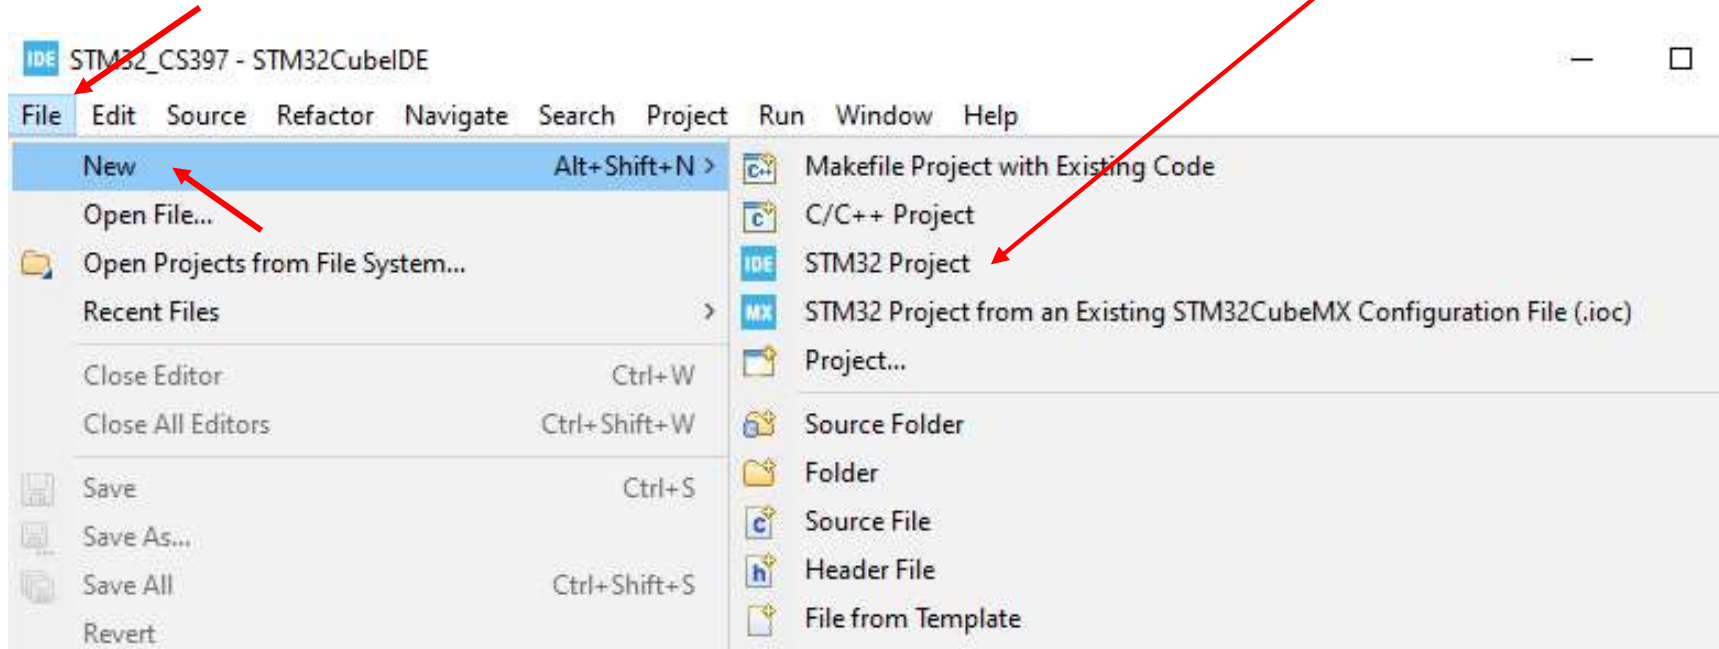 IDE STM32_CS397 - STM32CubeIDE
File Edit Source Refactor Navigate Search Project Run Window Help
New Alt+Shift+N >
Open File...
Open Projects from File System...
Recent Files >
Close Editor Ctrl+W
Close All Editors Ctrl+Shift+W
Save Ctrl+S
Save As...
Save All Ctrl+Shift+S
Revert
C++ Makefile Project with Existing Code
c C/C++ Project
IDE STM32 Project
MX STM32 Project from an Existing STM32CubeMX Configuration File (.ioc)
Project...
Source Folder
Folder
c Source File
h Header File
File from Template